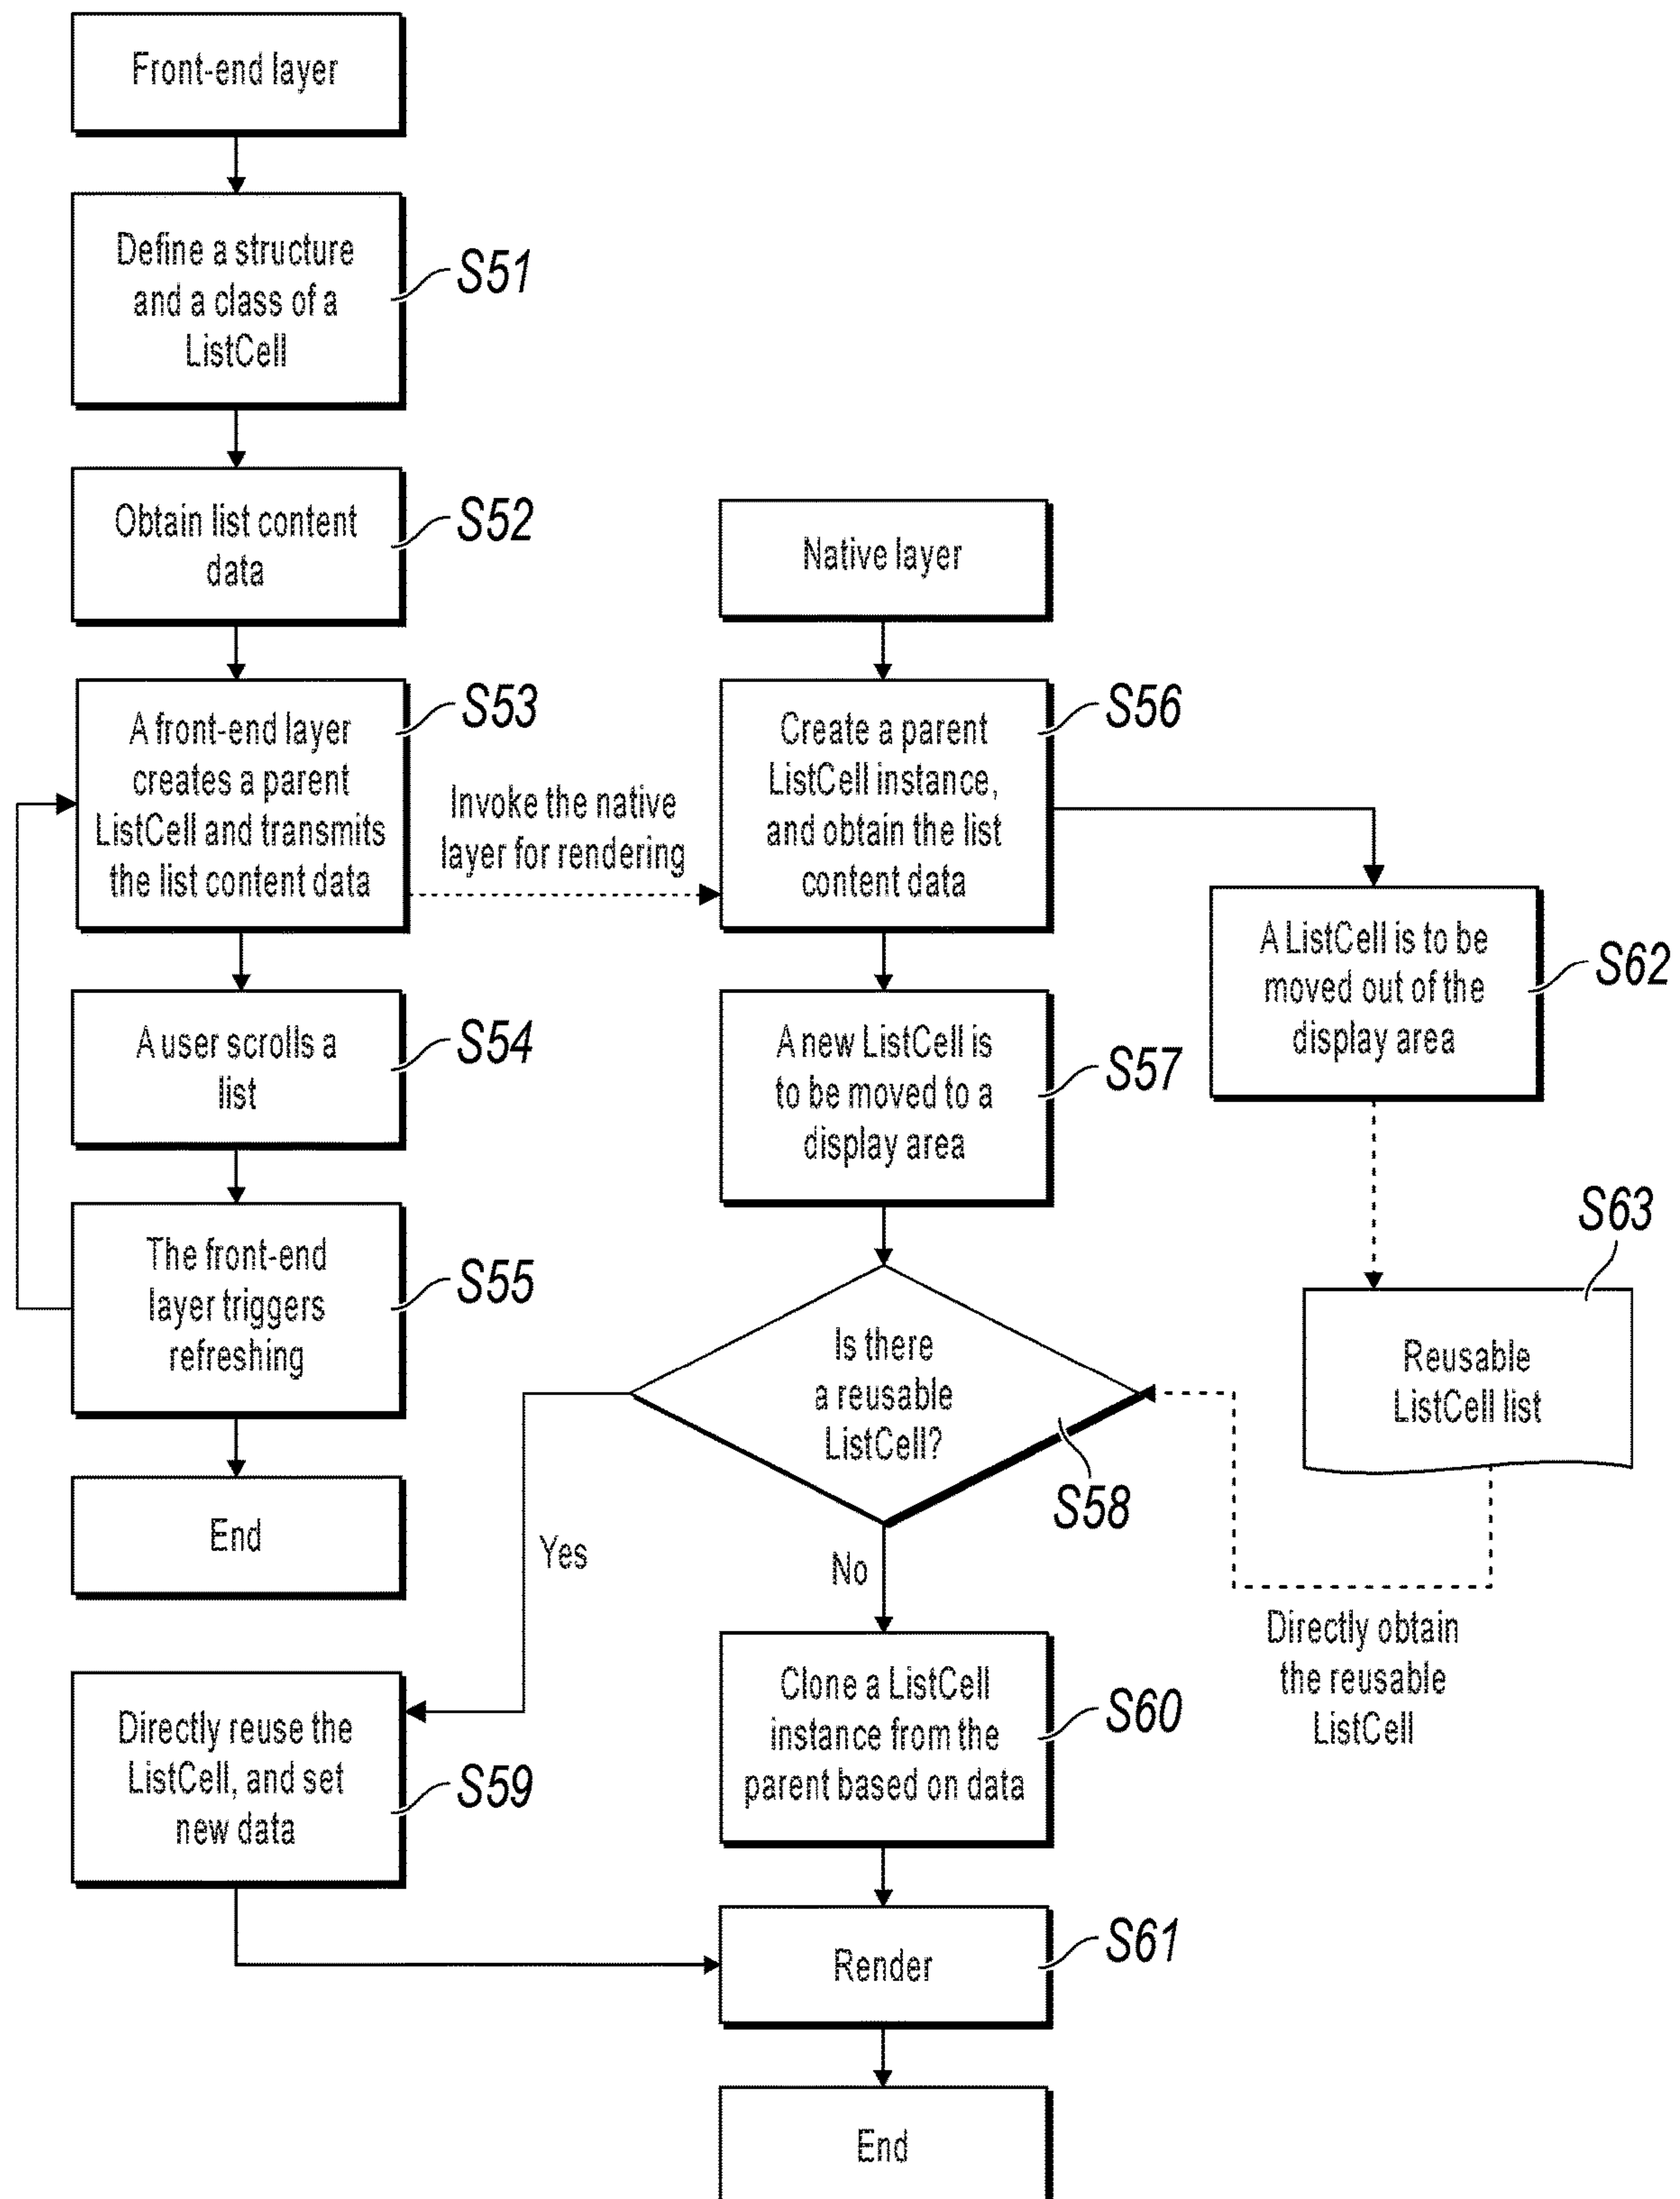 Front-end layer
Define a structure
and a class of a
ListCell
S51
Obtain list content
data
S52
A front-end layer
creates a parent
ListCell and transmits
the list content data
S53
A user scrolls a
list
S54
The front-end
layer triggers
refreshing
S55
End
Invoke the native
layer for rendering
Native layer
Create a parent
ListCell instance,
and obtain the list
content data
S56
A new ListCell is
to be moved to a
display area
S57
Is there
a reusable
ListCell?
S58
Yes
No
Directly reuse the
ListCell, and set
new data
S59
Clone a ListCell
instance from the
parent based on data
S60
Render
S61
End
A ListCell is to be
moved out of the
display area
S62
S63
Reusable
ListCell list
Directly obtain
the reusable
ListCell